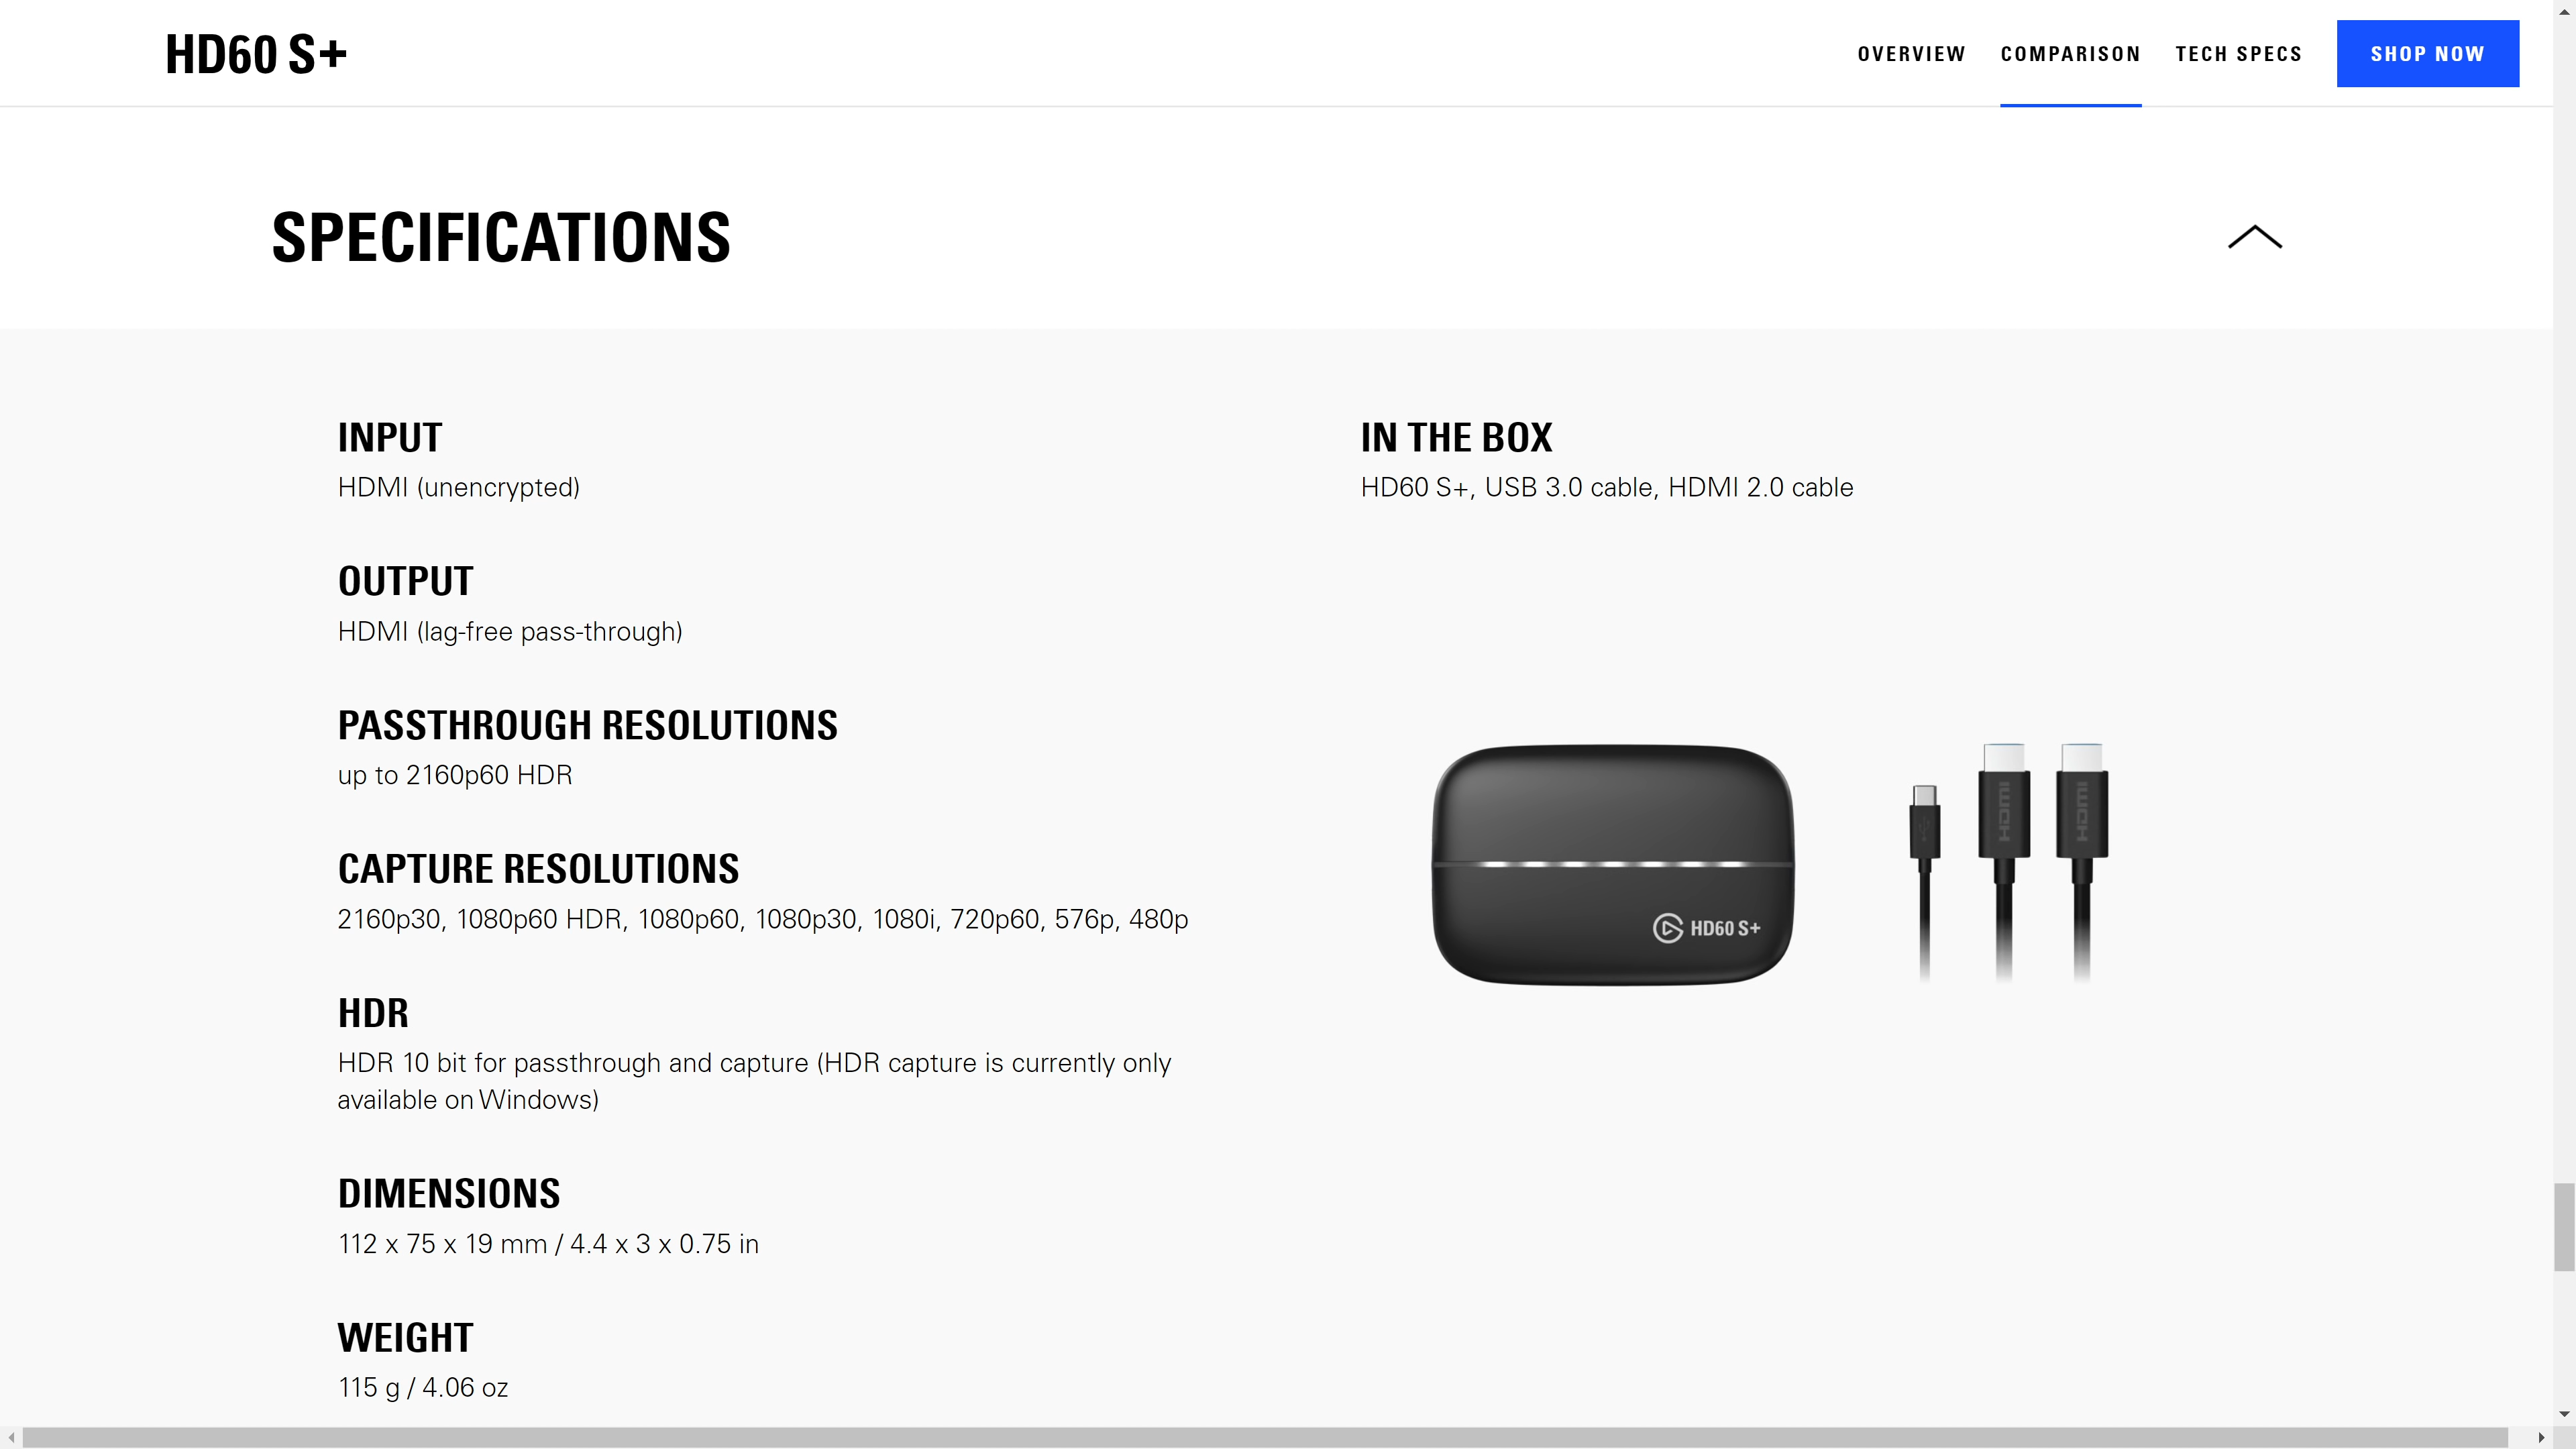 HD60 S+
OVERVIEW
COMPARISON
TECH SPECS
SHOP NOW
SPECIFICATIONS
INPUT
HDMI (unencrypted)
OUTPUT
HDMI (lag-free pass-through)
PASSTHROUGH RESOLUTIONS
up to 2160p60 HDR
CAPTURE RESOLUTIONS
2160p30, 1080p60 HDR, 1080p60, 1080p30, 1080i, 720p60, 576p, 480p
HDR
HDR 10 bit for passthrough and capture (HDR capture is currently only
available on Windows)
DIMENSIONS
112 x 75 x 19 mm / 4.4 x 3 x 0.75 in
WEIGHT
115 g / 4.06 oz
IN THE BOX
HD60 S+, USB 3.0 cable, HDMI 2.0 cable
HD60 S+
HDMI
HDMI